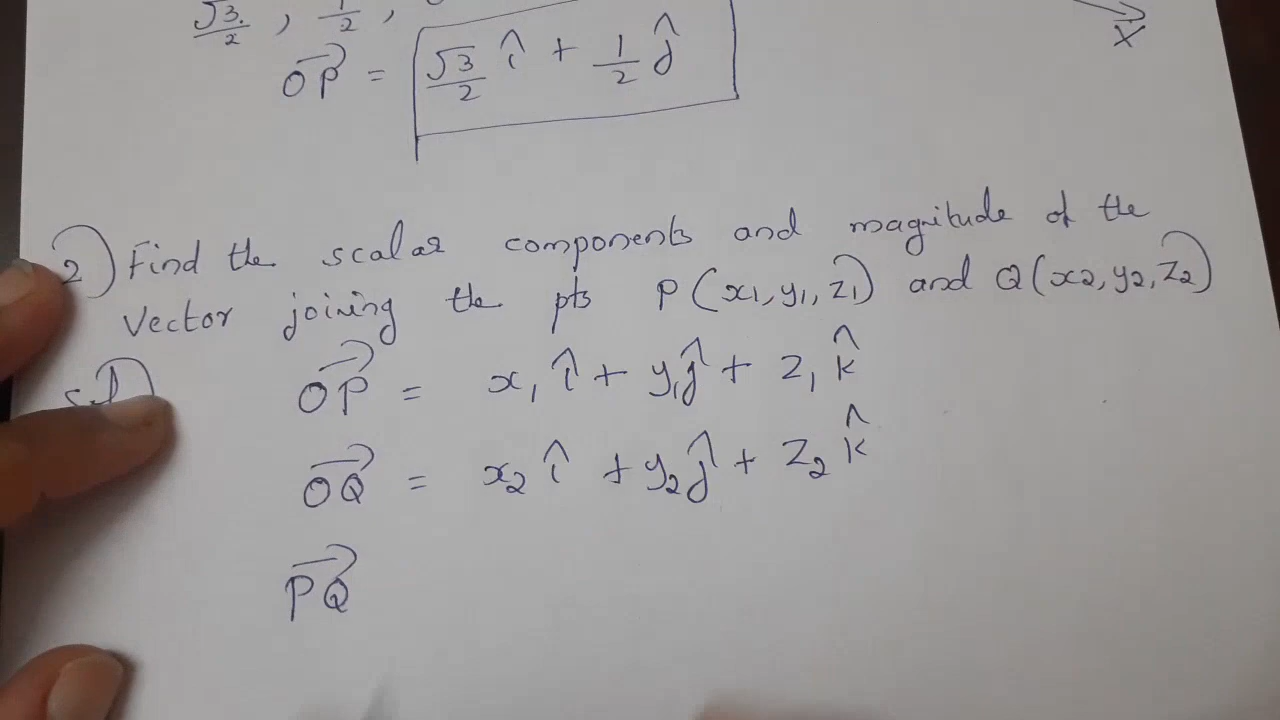 √3/2 , 1/2 ,
X
→OP = √3/2 î + 1/2 ĵ
2) Find the scalar components and magnitude of the
Vector joining the pts P(x1, y1, z1) and Q(x2, y2, z2)
→OP = x1 î + y1 ĵ + z1 k̂
→OQ = x2 î + y2 ĵ + z2 k̂
→PQ